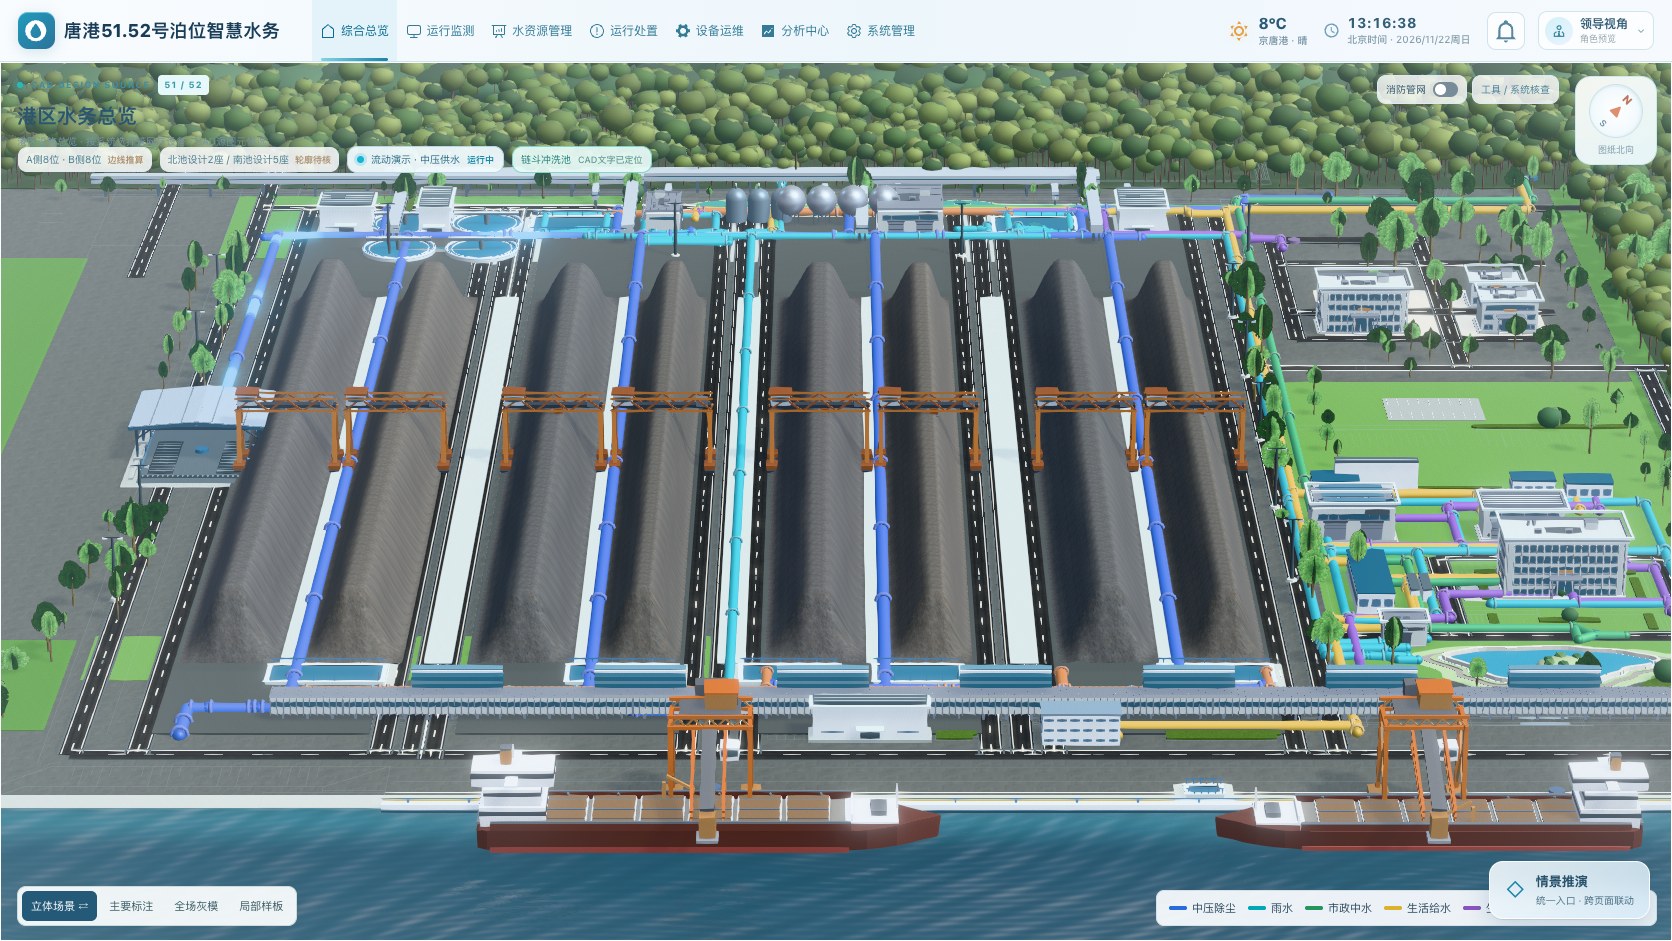 唐港51.52号泊位智慧水务
综合总览
运行监测
水资源管理
运行处置
设备运维
分析中心
系统管理
8°C
京唐港 · 晴
13:16:38
北京时间 · 2026/11/22周日
领导视角
角色预览
51 / 52
港区水务总览
A侧8位 · B侧8位 边线推算
北池设计2座 / 南池设计5座 轮廓待核
流动演示 · 中压供水 运行中
链斗冲洗池 CAD文字已定位
消防管网
工具 / 系统核查
N
S
图纸北向
立体场景
主要标注
全场灰模
局部样板
中压除尘
雨水
市政中水
生活给水
情景推演
统一入口 · 跨页面联动